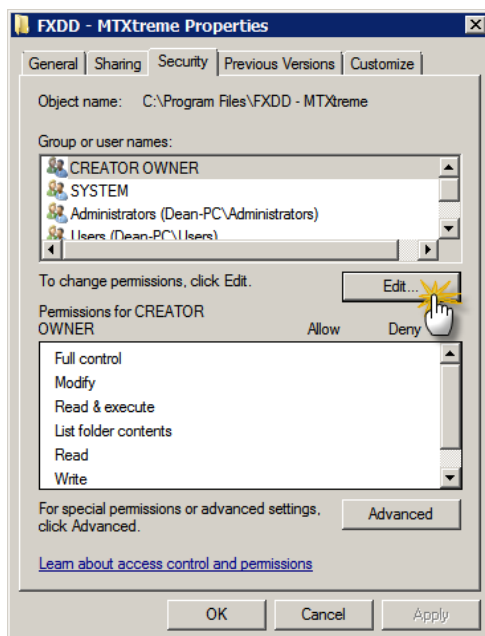 FXDD - MTXtreme Properties
General Sharing Security Previous Versions Customize
Object name: C:\Program Files\FXDD - MTXtreme
Group or user names:
CREATOR OWNER
SYSTEM
Administrators (Dean-PC\Administrators)
Users (Dean-PC\Users)
To change permissions, click Edit.
Edit...
Permissions for CREATOR
OWNER Allow Deny
Full control
Modify
Read & execute
List folder contents
Read
Write
For special permissions or advanced settings,
click Advanced.
Advanced
Learn about access control and permissions
OK Cancel Apply